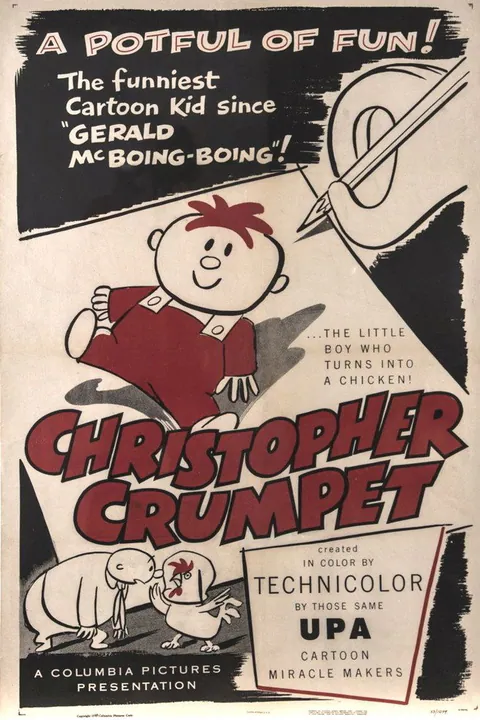 A POTFUL OF FUN!
The funniest
Cartoon Kid since
"GERALD
McBOING-BOING"!
...THE LITTLE
BOY WHO
TURNS INTO
A CHICKEN!
CHRISTOPHER
CRUMPET
created
IN COLOR BY
TECHNICOLOR
BY THOSE SAME
UPA
CARTOON
MIRACLE MAKERS
A COLUMBIA PICTURES
PRESENTATION